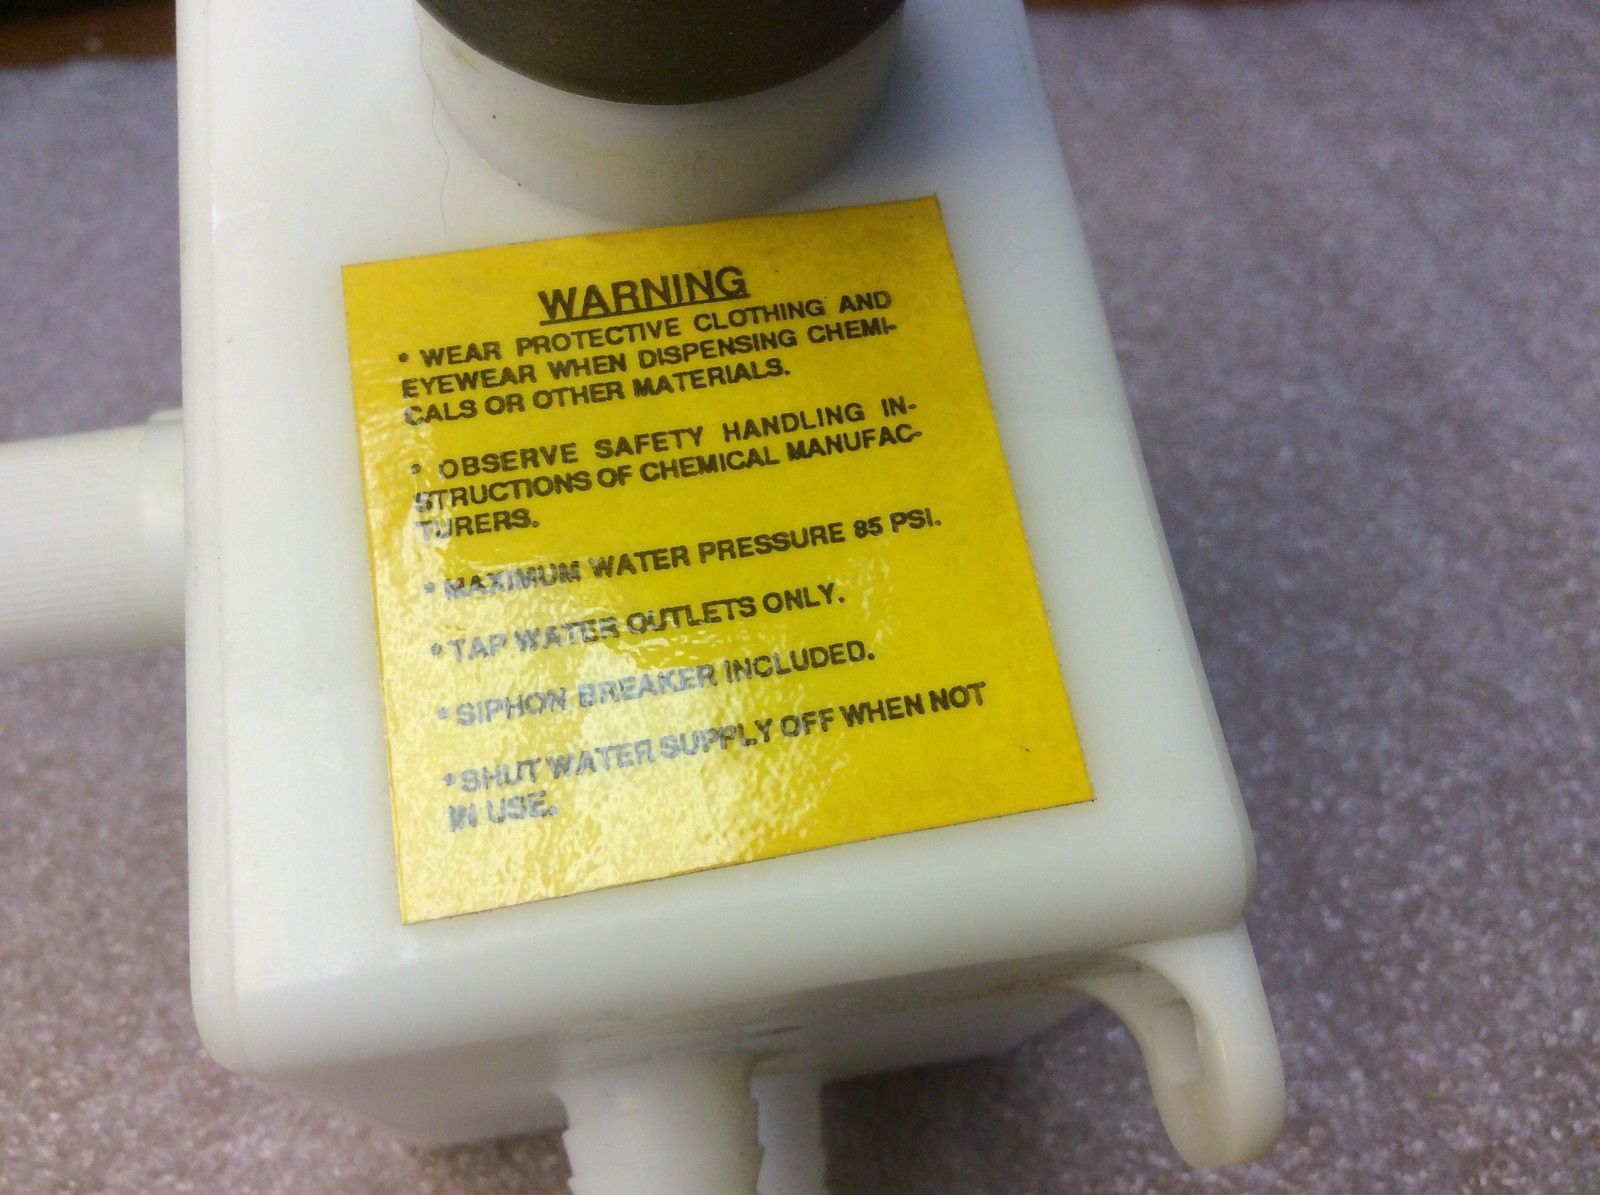 WARNING
• WEAR PROTECTIVE CLOTHING AND
EYEWEAR WHEN DISPENSING CHEMI-
CALS OR OTHER MATERIALS.
• OBSERVE SAFETY HANDLING IN-
STRUCTIONS OF CHEMICAL MANUFAC-
TURERS.
• MAXIMUM WATER PRESSURE 85 PSI.
• TAP WATER OUTLETS ONLY.
• SIPHON BREAKER INCLUDED.
• SHUT WATER SUPPLY OFF WHEN NOT
IN USE.